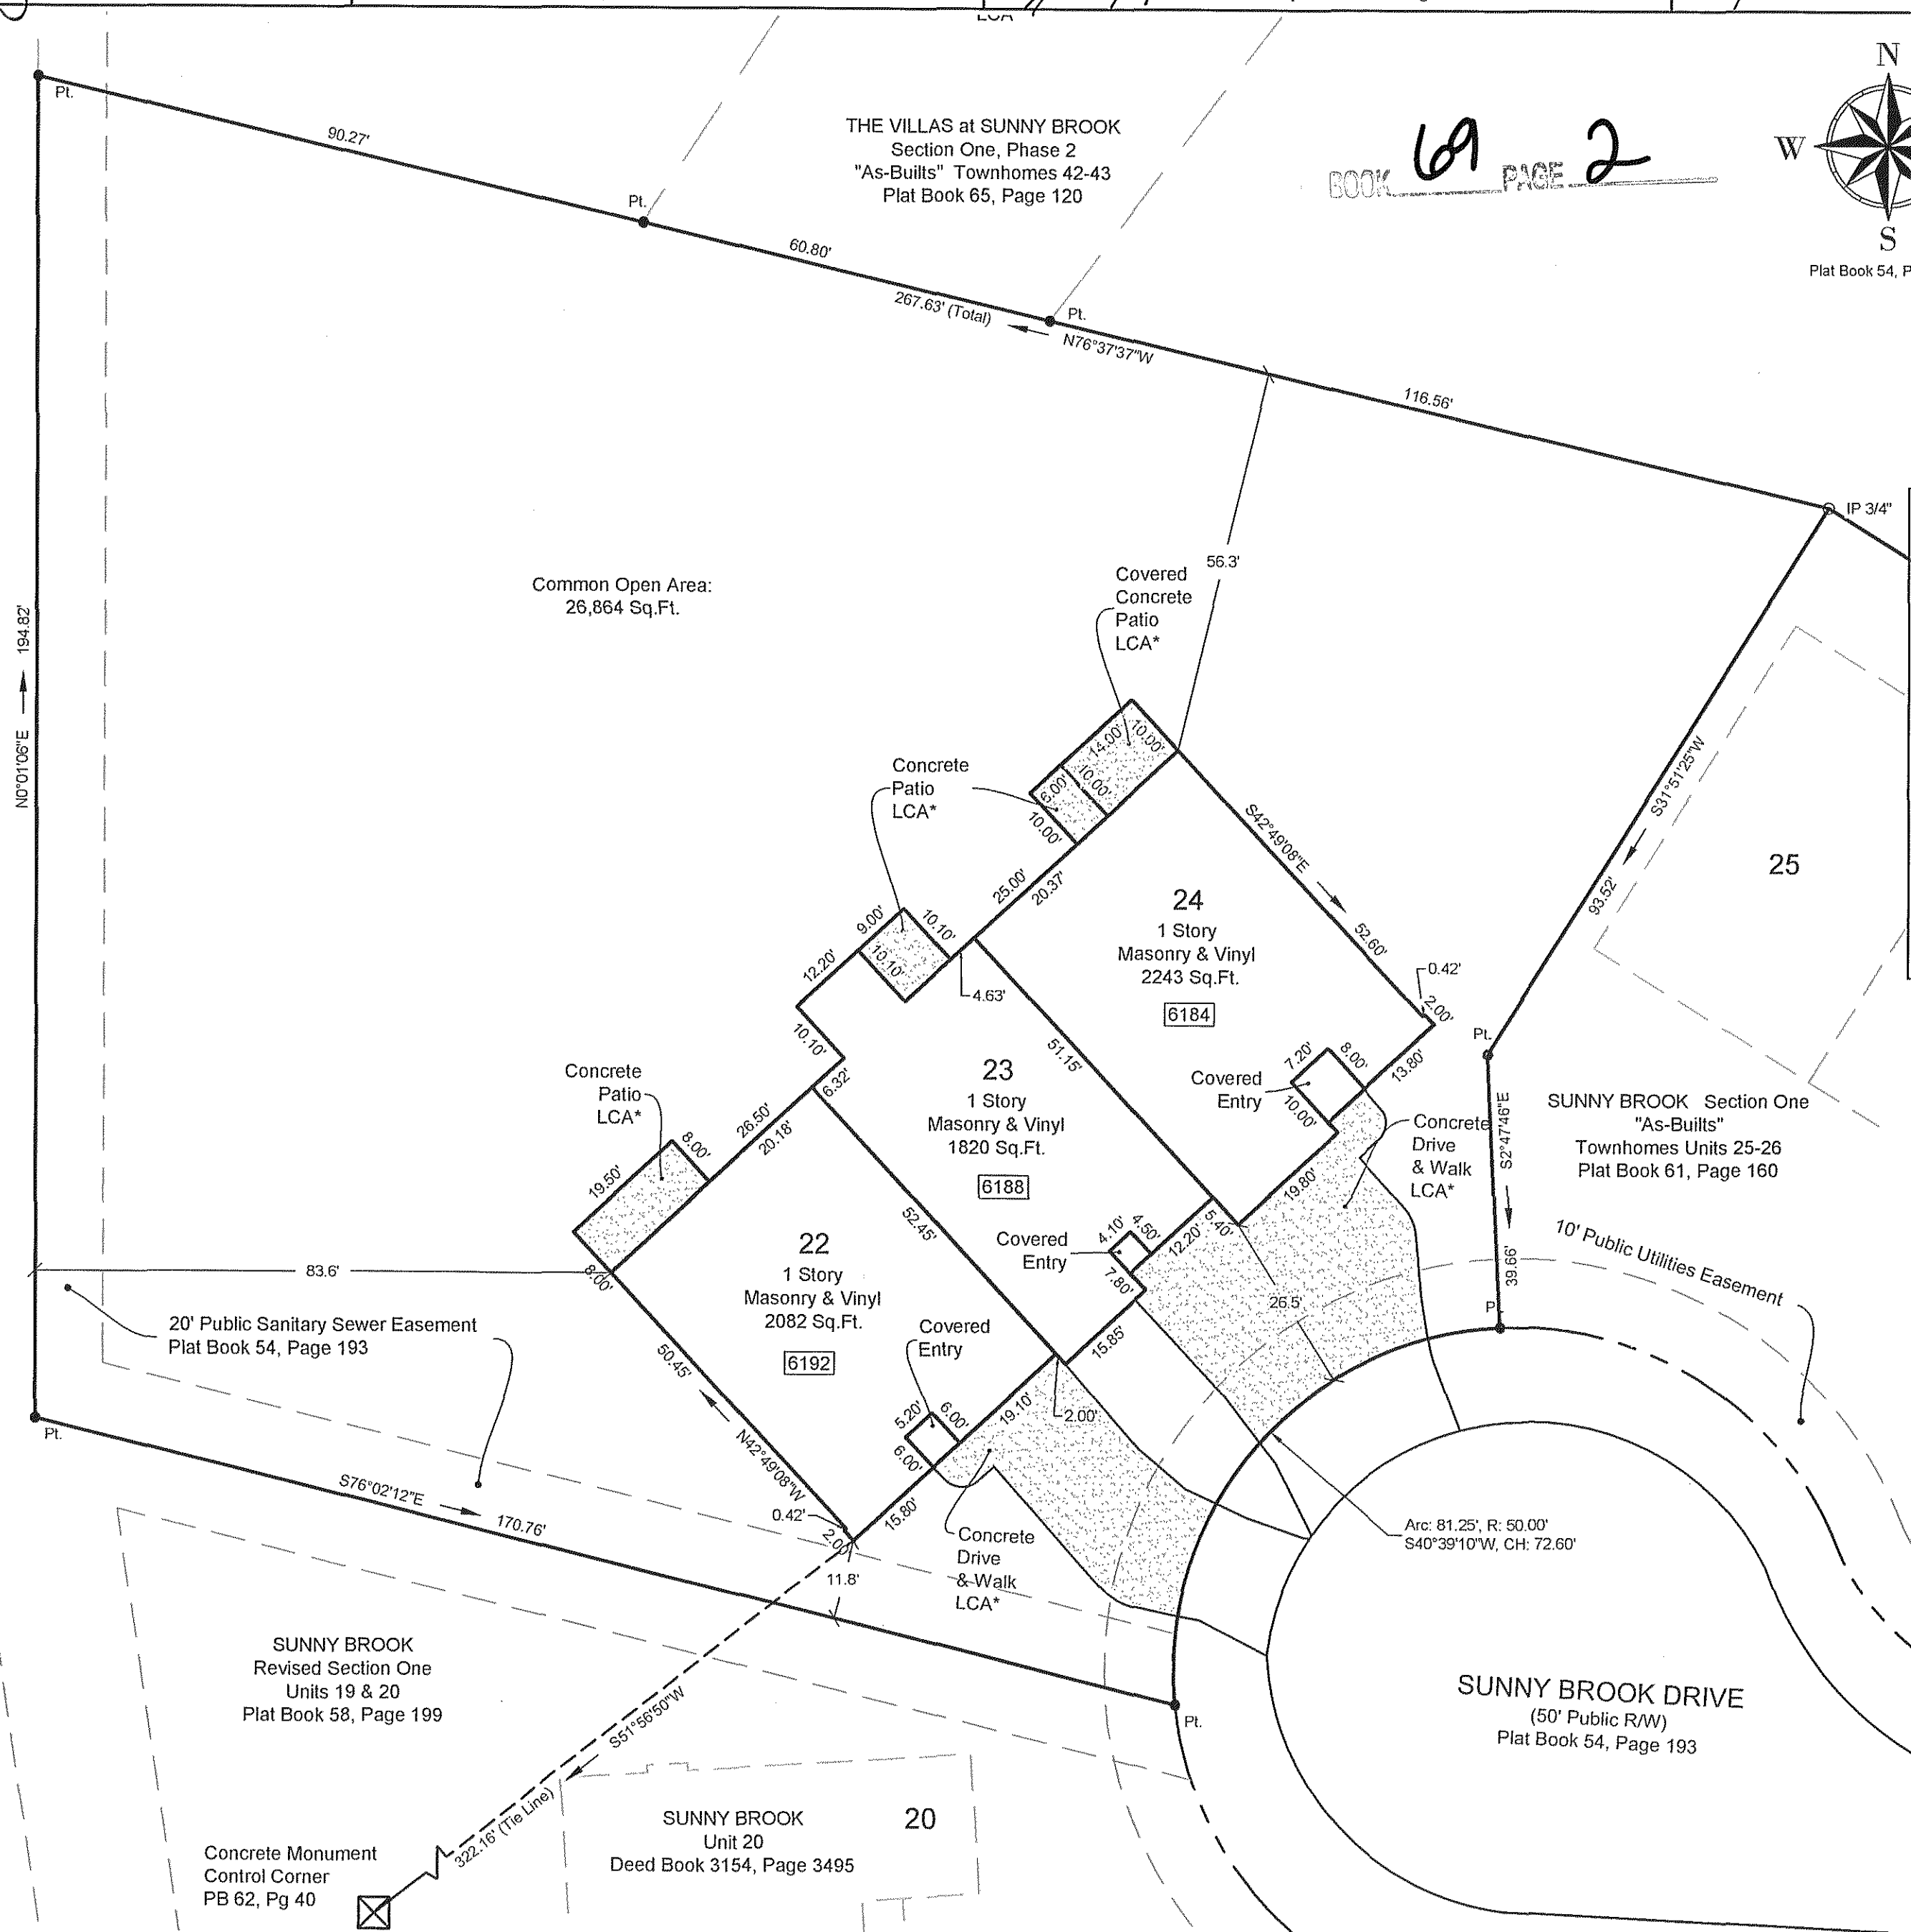 LCA
Pt.
90.27'
THE VILLAS at SUNNY BROOK
Section One, Phase 2
"As-Builts" Townhomes 42-43
Plat Book 65, Page 120
BOOK 69 PAGE 2
N
W
S
Plat Book 54, P
Pt.
60.80'
267.63' (Total)
Pt.
N76°37'37"W
116.56'
IP 3/4"
56.3'
Common Open Area:
26,864 Sq.Ft.
N0°01'06"E
194.82'
Covered
Concrete
Patio
LCA*
14.00'
10.00'
10.00'
6.00'
10.00'
Concrete
Patio
LCA*
25.00'
20.37'
S42°49'08"E
52.60'
0.42'
2.00'
S31°51'25"W
93.52'
25
24
1 Story
Masonry & Vinyl
2243 Sq.Ft.
6184
9.00'
10.10'
10.10'
12.20'
10.10'
4.63'
51.15'
7.20'
8.00'
13.80'
Covered
Entry
10.00'
Pt.
23
1 Story
Masonry & Vinyl
1820 Sq.Ft.
6188
6.32'
Concrete
Patio
LCA*
26.50'
20.18'
8.00'
19.50'
8.00'
Concrete
Drive
& Walk
LCA*
S2°47'46"E
39.66'
SUNNY BROOK Section One
"As-Builts"
Townhomes Units 25-26
Plat Book 61, Page 160
10' Public Utilities Easement
19.80'
5.40'
12.20'
4.10'
4.50'
Covered
Entry
7.80'
52.45'
22
1 Story
Masonry & Vinyl
2082 Sq.Ft.
6192
83.6'
20' Public Sanitary Sewer Easement
Plat Book 54, Page 193
26.5'
15.85'
Covered
Entry
50.45'
5.20'
6.00'
6.00'
19.10'
2.00'
N42°49'08"W
0.42'
2.00'
15.80'
11.8'
Pt.
S76°02'12"E
170.76'
Concrete
Drive
& Walk
LCA*
Arc: 81.25', R: 50.00'
S40°39'10"W, CH: 72.60'
SUNNY BROOK
Revised Section One
Units 19 & 20
Plat Book 58, Page 199
S51°56'50"W
322.16' (Tie Line)
Pt.
SUNNY BROOK DRIVE
(50' Public R/W)
Plat Book 54, Page 193
SUNNY BROOK
Unit 20
Deed Book 3154, Page 3495
20
Concrete Monument
Control Corner
PB 62, Pg 40